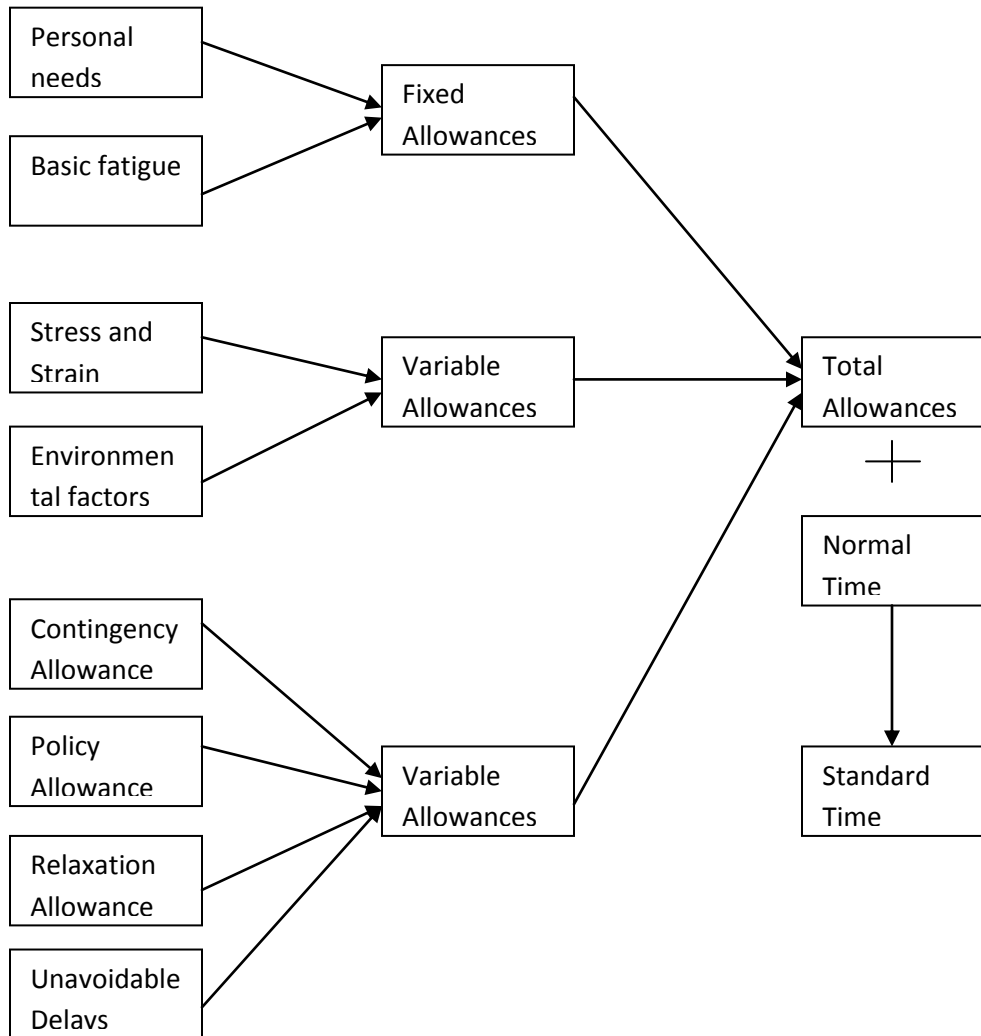 Personal
needs
Basic fatigue
Fixed
Allowances
Stress and
Strain
Environmen
tal factors
Variable
Allowances
Total
Allowances
Normal
Time
Standard
Time
Contingency
Allowance
Policy
Allowance
Relaxation
Allowance
Unavoidable
Delays
Variable
Allowances